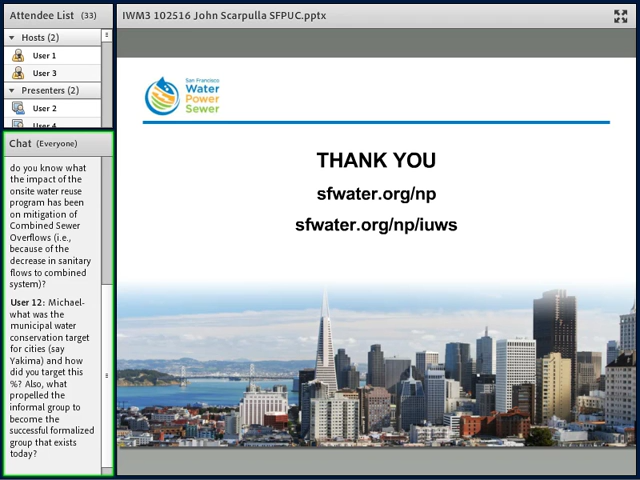 Attendee List (33)
Hosts (2)
User 1
User 3
Presenters (2)
User 2
User 4
Chat (Everyone)
do you know what
the impact of the
onsite water reuse
program has been
on mitigation of
Combined Sewer
Overflows (i.e.,
because of the
decrease in sanitary
flows to combined
system)?
User 12: Michael-
what was the
municipal water
conservation target
for cities (say
Yakima) and how
did you target this
%? Also, what
propelled the
informal group to
become the
successful formalized
group that exists
today?
IWM3 102516 John Scarpulla SFPUC.pptx
San Francisco
Water
Power
Sewer
THANK YOU
sfwater.org/np
sfwater.org/np/iuws